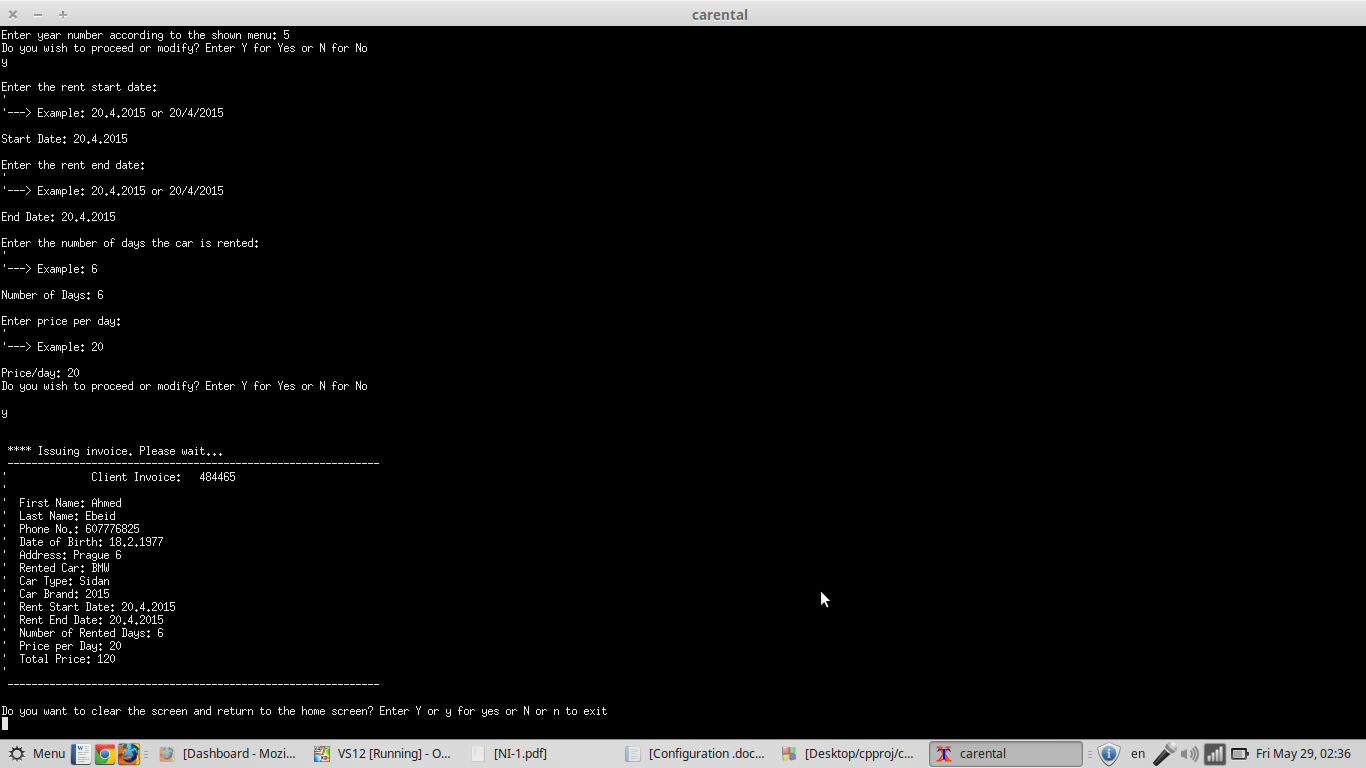 carental
Enter year number according to the shown menu: 5
Do you wish to proceed or modify? Enter Y for Yes or N for No
y
Enter the rent start date:
'
'---> Example: 20.4.2015 or 20/4/2015
Start Date: 20.4.2015
Enter the rent end date:
'
'---> Example: 20.4.2015 or 20/4/2015
End Date: 20.4.2015
Enter the number of days the car is rented:
'
'---> Example: 6
Number of Days: 6
Enter price per day:
'
'---> Example: 20
Price/day: 20
Do you wish to proceed or modify? Enter Y for Yes or N for No
y
**** Issuing invoice. Please wait...
--------------------------------------------------------------
' Client Invoice: 484465
'
' First Name: Ahmed
' Last Name: Ebeid
' Phone No.: 607776825
' Date of Birth: 18.2.1977
' Address: Prague 6
' Rented Car: BMW
' Car Type: Sidan
' Car Brand: 2015
' Rent Start Date: 20.4.2015
' Rent End Date: 20.4.2015
' Number of Rented Days: 6
' Price per Day: 20
' Total Price: 120
'
--------------------------------------------------------------
Do you want to clear the screen and return to the home screen? Enter Y or y for yes or N or n to exit
Menu [Dashboard - Mozi... VS12 [Running] - O... [NI-1.pdf] [Configuration .doc... [Desktop/cpproj/c... carental en Fri May 29, 02:36